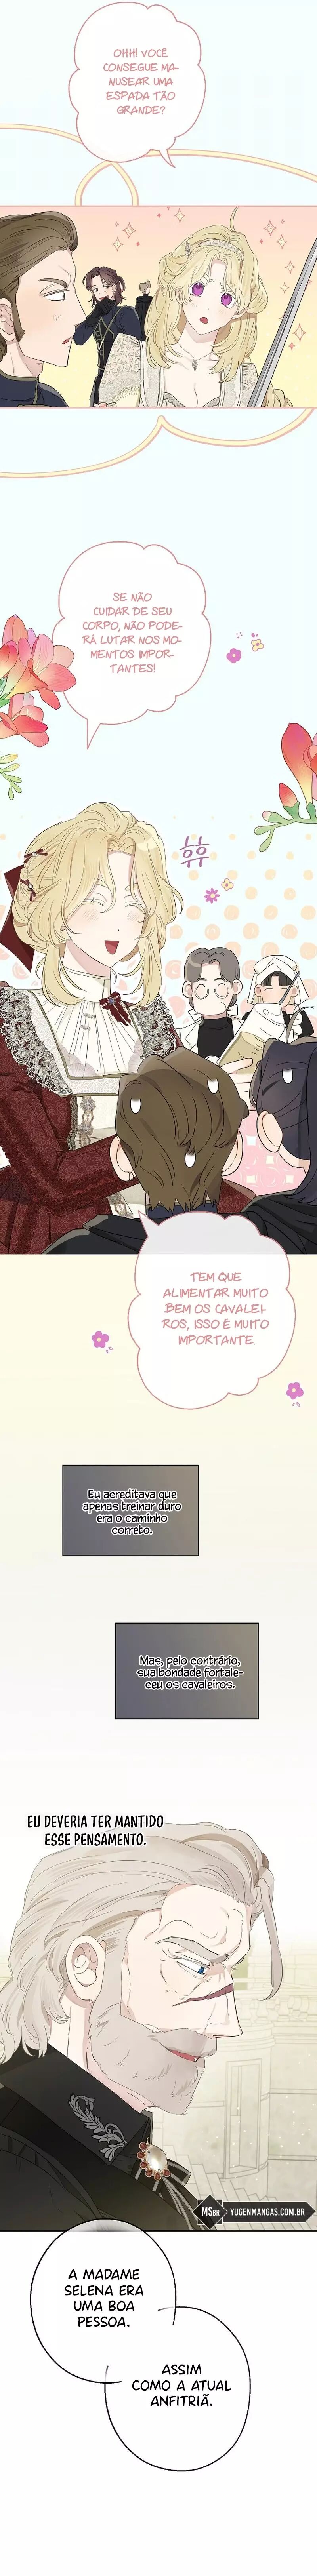 OHH! VOCÊ
CONSEGUE MA-
NUSEAR UMA
ESPADA TÃO
GRANDE?
SE NÃO
CUIDAR DE SEU
CORPO, NÃO PODE-
RÁ LUTAR NOS MO-
MENTOS IMPOR-
TANTES!
후후
TEM QUE
ALIMENTAR MUITO
BEM OS CAVALEI-
ROS, ISSO É MUITO
IMPORTANTE.
Eu acreditava que
apenas treinar duro
era o caminho
correto.
Mas, pelo contrário,
sua bondade fortale-
ceu os cavaleiros.
EU DEVERIA TER MANTIDO
ESSE PENSAMENTO.
MSBR YUGENMANGAS.COM.BR
A MADAME
SELENA ERA
UMA BOA
PESSOA.
ASSIM
COMO A ATUAL
ANFITRIÃ.